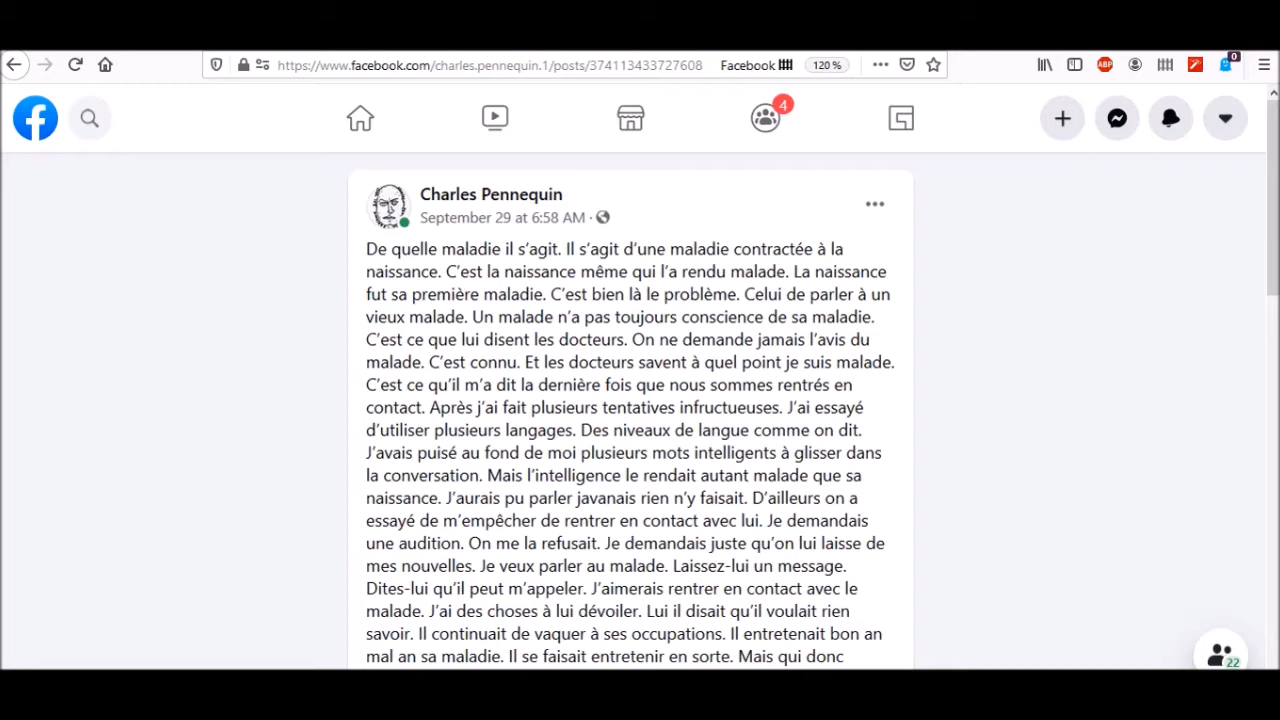 https://www.facebook.com/charles.pennequin.1/posts/374113433727608
Facebook
120 %
0
4
Charles Pennequin
September 29 at 6:58 AM ·
De quelle maladie il s’agit. Il s’agit d’une maladie contractée à la
naissance. C’est la naissance même qui l’a rendu malade. La naissance
fut sa première maladie. C’est bien là le problème. Celui de parler à un
vieux malade. Un malade n’a pas toujours conscience de sa maladie.
C’est ce que lui disent les docteurs. On ne demande jamais l’avis du
malade. C’est connu. Et les docteurs savent à quel point je suis malade.
C’est ce qu’il m’a dit la dernière fois que nous sommes rentrés en
contact. Après j’ai fait plusieurs tentatives infructueuses. J’ai essayé
d’utiliser plusieurs langages. Des niveaux de langue comme on dit.
J’avais puisé au fond de moi plusieurs mots intelligents à glisser dans
la conversation. Mais l’intelligence le rendait autant malade que sa
naissance. J’aurais pu parler javanais rien n’y faisait. D’ailleurs on a
essayé de m’empêcher de rentrer en contact avec lui. Je demandais
une audition. On me la refusait. Je demandais juste qu’on lui laisse de
mes nouvelles. Je veux parler au malade. Laissez-lui un message.
Dites-lui qu’il peut m’appeler. J’aimerais rentrer en contact avec le
malade. J’ai des choses à lui dévoiler. Lui il disait qu’il voulait rien
savoir. Il continuait de vaquer à ses occupations. Il entretenait bon an
mal an sa maladie. Il se faisait entretenir en sorte. Mais qui donc
22